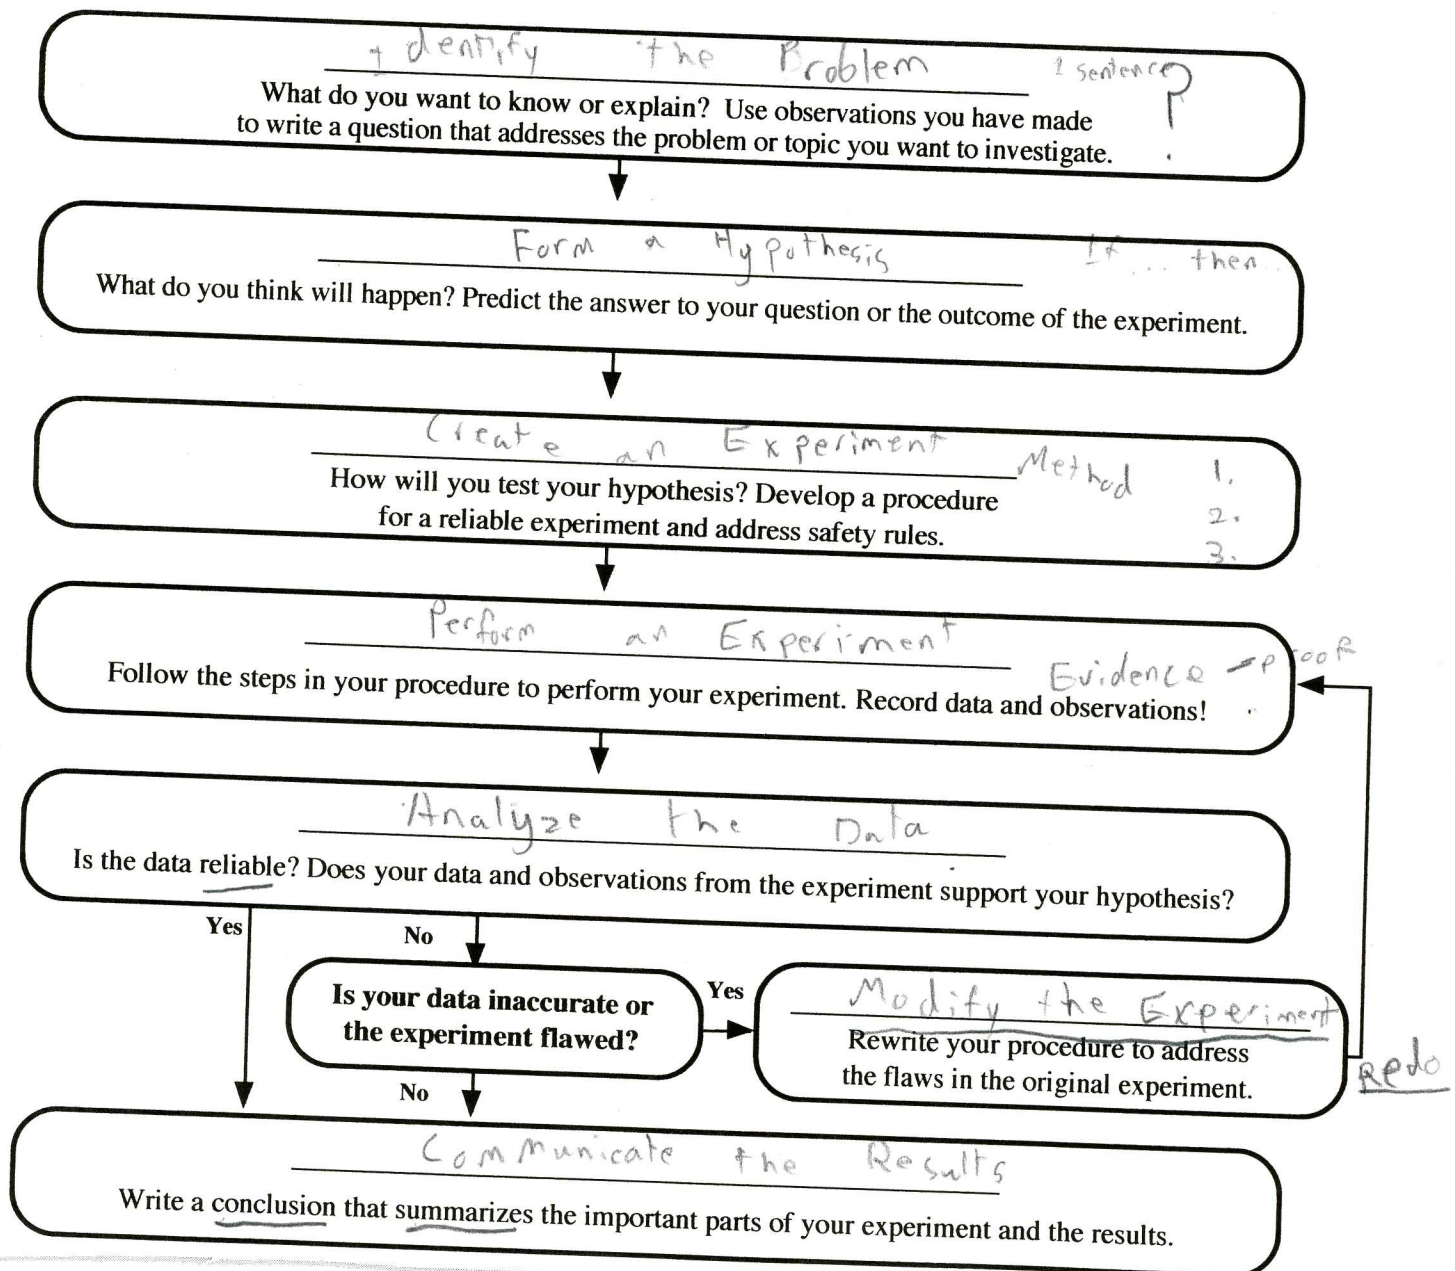 Identify the Problem 1 sentence ?
What do you want to know or explain? Use observations you have made
to write a question that addresses the problem or topic you want to investigate.
Form a Hypothesis If... then...
What do you think will happen? Predict the answer to your question or the outcome of the experiment.
Create an Experiment Method 1.
How will you test your hypothesis? Develop a procedure
2.
for a reliable experiment and address safety rules.
3.
Perform an Experiment
Evidence - proof
Follow the steps in your procedure to perform your experiment. Record data and observations!
Analyze the Data
Is the data reliable? Does your data and observations from the experiment support your hypothesis?
Yes No
Is your data inaccurate or
the experiment flawed?
Yes
Modify the Experiment
Rewrite your procedure to address
the flaws in the original experiment.
Redo
No
Communicate the Results
Write a conclusion that summarizes the important parts of your experiment and the results.